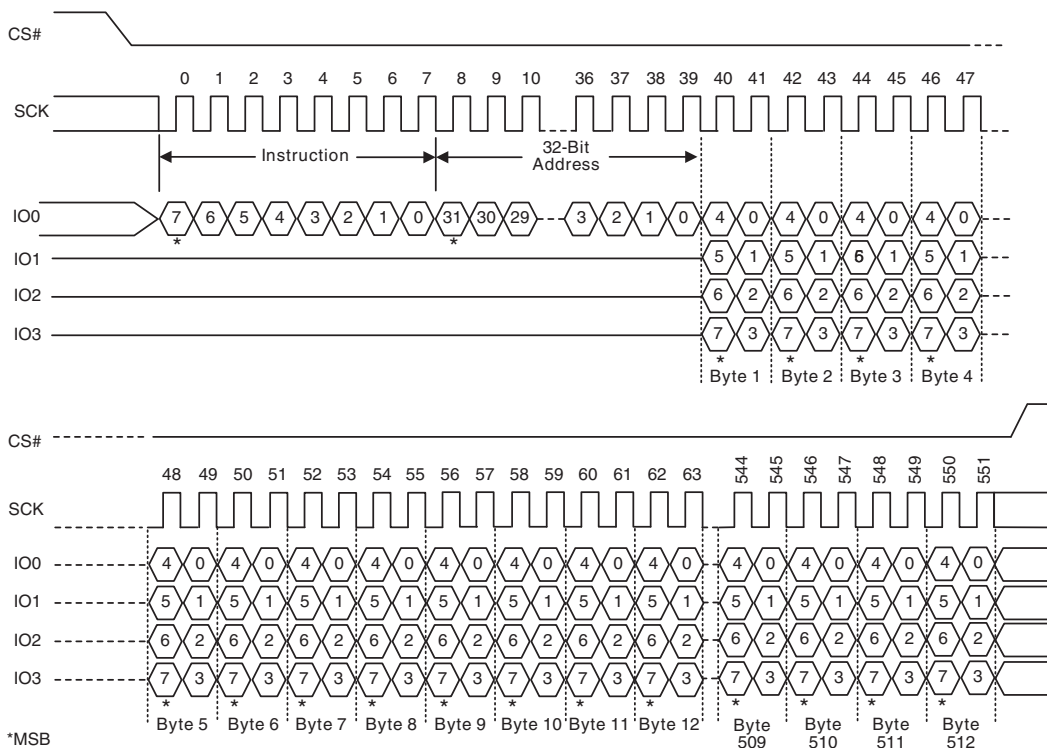 CS#
0 1 2 3 4 5 6 7 8 9 10 36 37 38 39 40 41 42 43 44 45 46 47
SCK
Instruction 32-Bit
Address
IO0 7 6 5 4 3 2 1 0 31 30 29 3 2 1 0 4 0 4 0 4 0 4 0
* *
IO1 5 1 5 1 6 1 5 1
IO2 6 2 6 2 6 2 6 2
IO3 7 3 7 3 7 3 7 3
* * * *
Byte 1 Byte 2 Byte 3 Byte 4
CS#
48 49 50 51 52 53 54 55 56 57 58 59 60 61 62 63 544 545 546 547 548 549 550 551
SCK
IO0 4 0 4 0 4 0 4 0 4 0 4 0 4 0 4 0 4 0 4 0 4 0 4 0
IO1 5 1 5 1 5 1 5 1 5 1 5 1 5 1 5 1 5 1 5 1 5 1 5 1
IO2 6 2 6 2 6 2 6 2 6 2 6 2 6 2 6 2 6 2 6 2 6 2 6 2
IO3 7 3 7 3 7 3 7 3 7 3 7 3 7 3 7 3 7 3 7 3 7 3 7 3
* * * * * * * * * * * *
Byte 5 Byte 6 Byte 7 Byte 8 Byte 9 Byte 10 Byte 11 Byte 12 Byte 509 Byte 510 Byte 511 Byte 512
*MSB